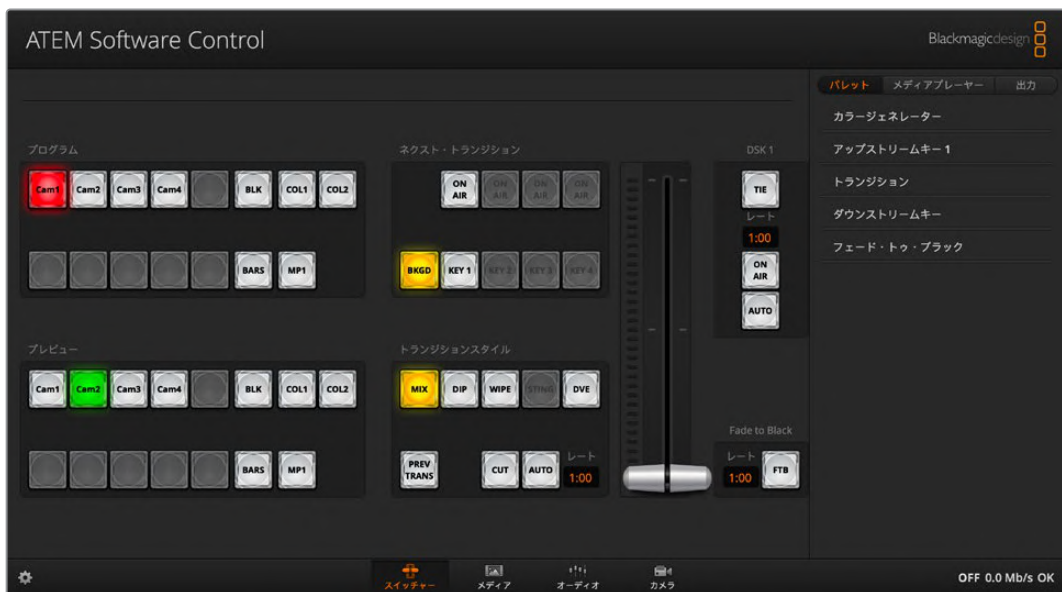 ATEM Software Control
Blackmagicdesign
パレット メディアプレーヤー 出力
カラージェネレーター
アップストリームキー 1
トランジション
ダウンストリームキー
フェード・トゥ・ブラック
プログラム
Cam1 Cam2 Cam3 Cam4 BLK COL1 COL2
BARS MP1
ネクスト・トランジション
ON AIR ON AIR ON AIR ON AIR
BKGD KEY 1 KEY 2 KEY 3 KEY 4
DSK 1
TIE
レート
1:00
ON AIR
AUTO
プレビュー
Cam1 Cam2 Cam3 Cam4 BLK COL1 COL2
BARS MP1
トランジションスタイル
MIX DIP WIPE STING DVE
PREV TRANS CUT AUTO レート 1:00
Fade to Black
レート
1:00 FTB
スイッチャー メディア オーディオ カメラ
OFF 0.0 Mb/s OK